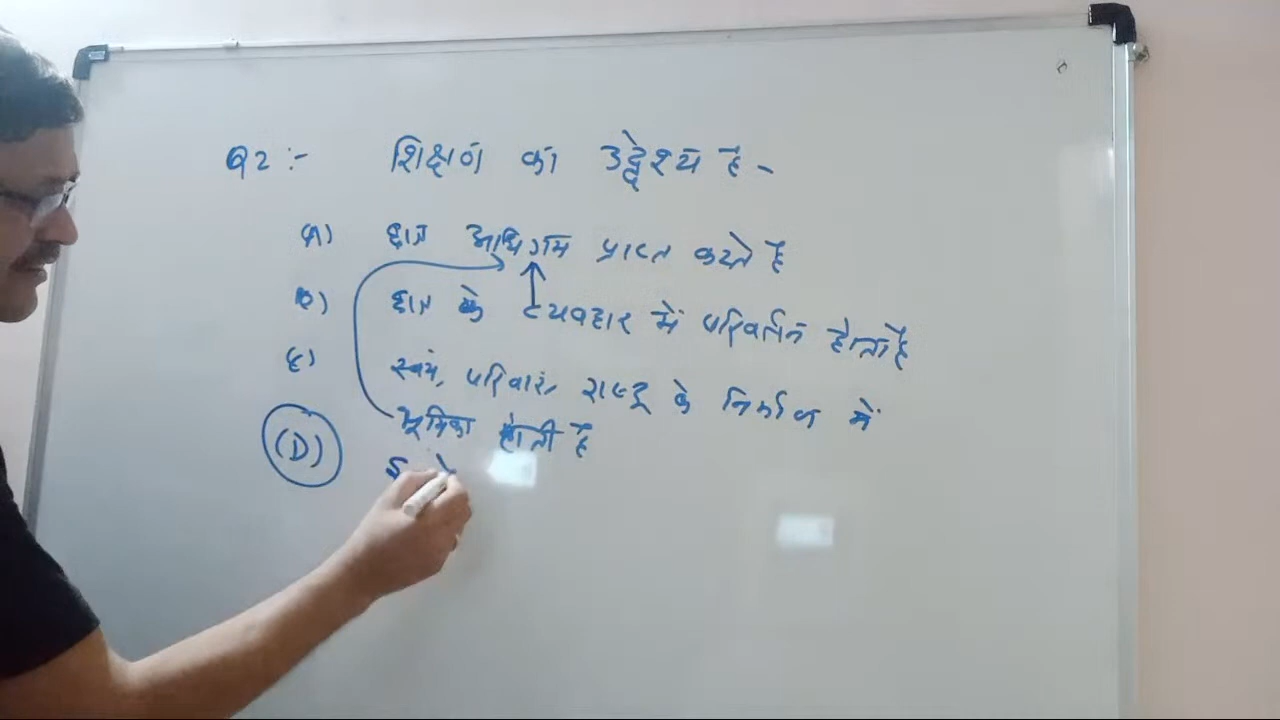 Q2 :- शिक्षण का उद्देश्य है -
A) छात्र अधिगम प्राप्त करते है
B) छात्र के व्यवहार में परिवर्तन होता है
स्वयं, परिवार, राष्ट्र के निर्माण में
भूमिका होती है
(D)